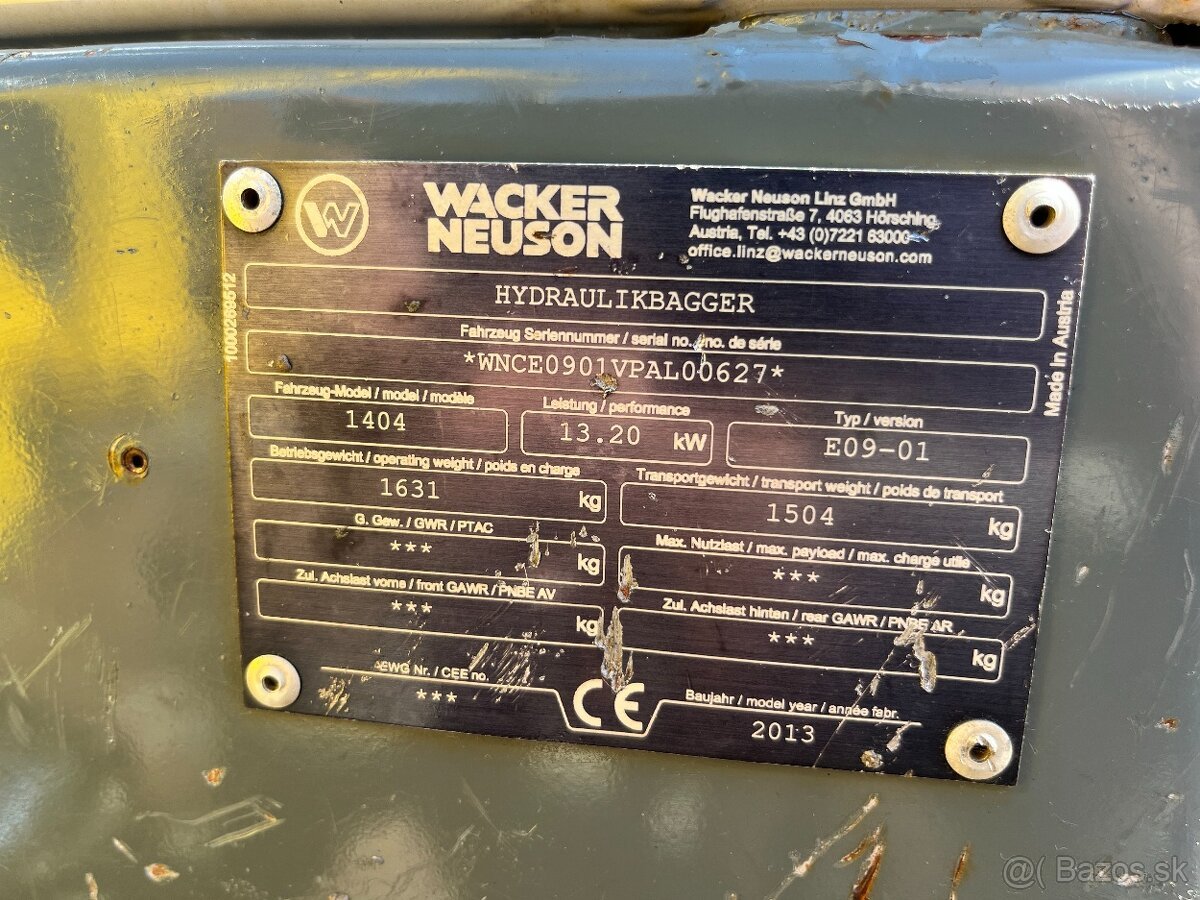 W
WACKER
NEUSON
Wacker Neuson Linz GmbH
Flughafenstraße 7, 4063 Hörsching,
Austria, Tel. +43 (0)7221 63000
office.linz@wackerneuson.com
1000289512
HYDRAULIKBAGGER
Made in Austria
Fahrzeug Seriennummer / serial no. / no. de série
*WNCE0901VPAL00627*
Fahrzeug-Model / model / modèle
1404
Leistung / performance
13.20 kW
Typ / version
E09-01
Betriebsgewicht / operating weight / poids en charge
1631 kg
Transportgewicht / transport weight / poids de transport
1504 kg
G. Gew. / GWR / PTAC
*** kg
Max. Nutzlast / max. payload / max. charge utile
*** kg
Zul. Achslast vorne / front GAWR / PNBE AV
*** kg
Zul. Achslast hinten / rear GAWR / PNBE AR
*** kg
EWG Nr. / CEE no.
***
CE
Baujahr / model year / année fabr.
2013
@( Bazos.sk